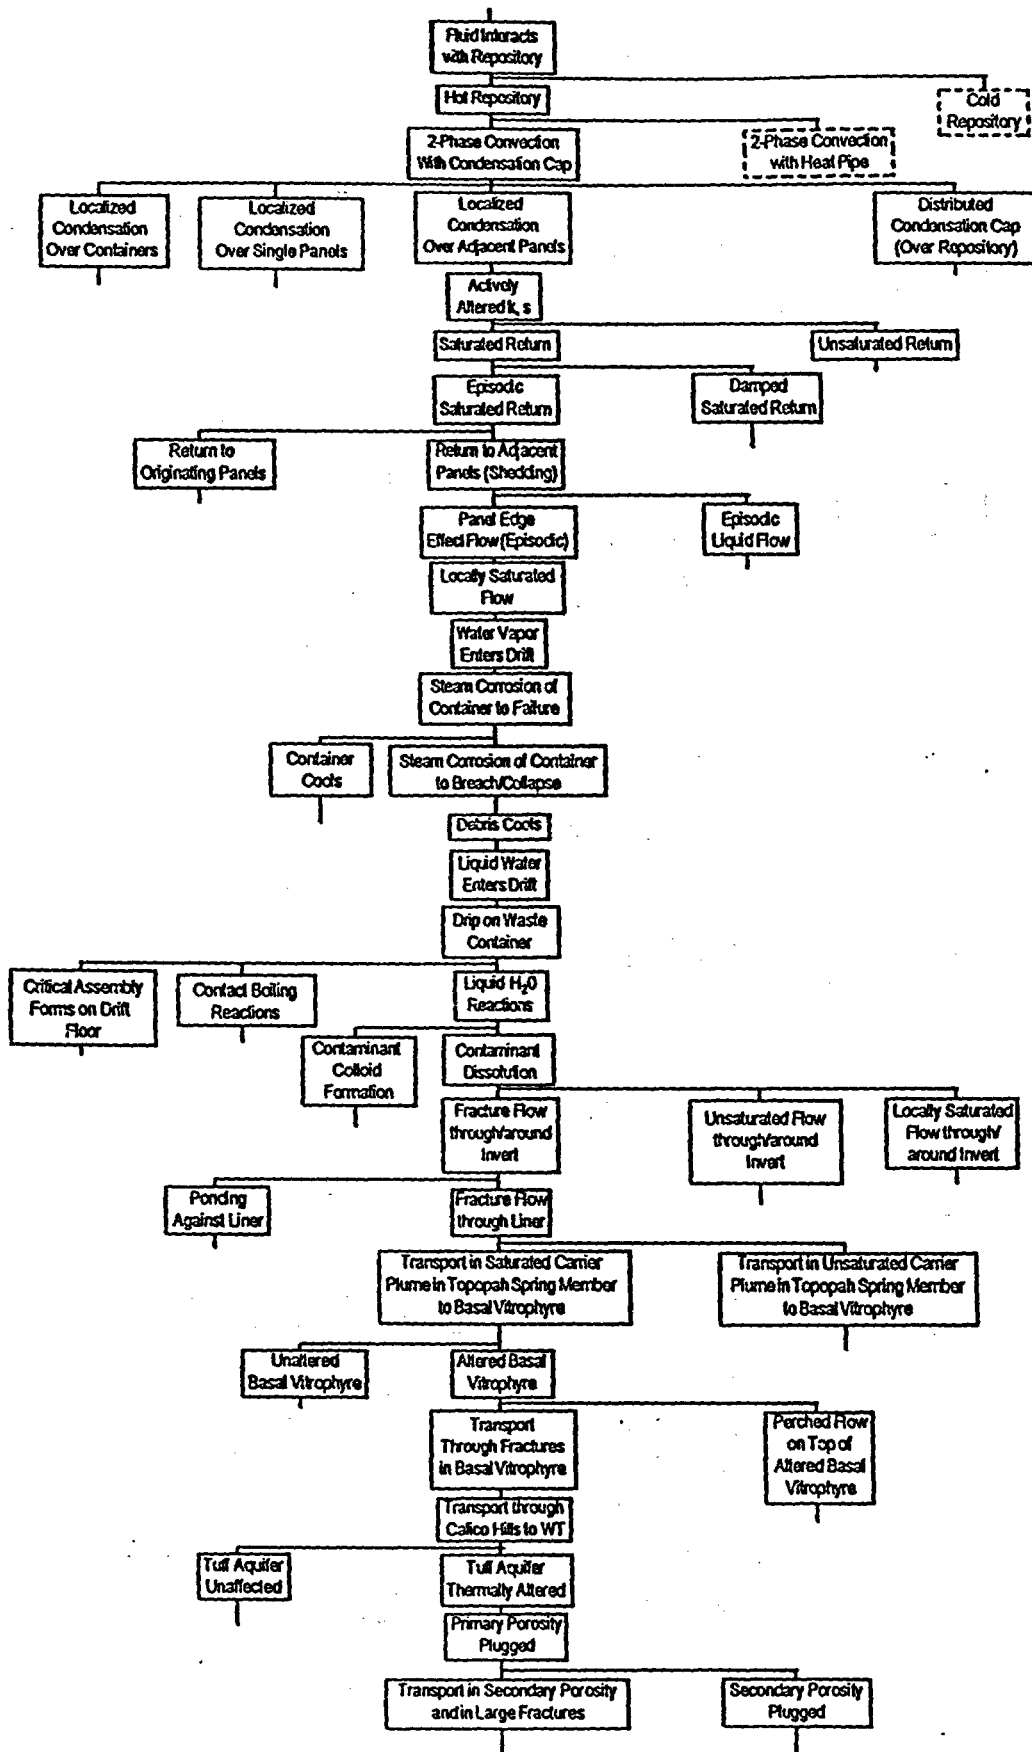 Fluid Interacts
with Repository
Hot Repository
Cold
Repository
2-Phase Convection
With Condensation Cap
2-Phase Convection
with Heat Pipe
Localized
Condensation
Over Containers
Localized
Condensation
Over Single Panels
Localized
Condensation
Over Adjacent Panels
Distributed
Condensation Cap
(Over Repository)
Actively
Altered k, s
Saturated Return
Unsaturated Return
Episodic
Saturated Return
Damped
Saturated Return
Return to
Originating Panels
Return to Adjacent
Panels (Shedding)
Panel Edge
Effect Flow (Episodic)
Episodic
Liquid Flow
Locally Saturated
Flow
Water Vapor
Enters Drift
Steam Corrosion of
Container to Failure
Container
Cools
Steam Corrosion of Container
to Breach/Collapse
Debris Cools
Liquid Water
Enters Drift
Drip on Waste
Container
Critical Assembly
Forms on Drift
Floor
Contact Boiling
Reactions
Liquid H₂0
Reactions
Contaminant
Colloid
Formation
Contaminant
Dissolution
Fracture Flow
through/around
Invert
Unsaturated Flow
through/around
Invert
Locally Saturated
Flow through/
around Invert
Ponding
Against Liner
Fracture Flow
through Liner
Transport in Saturated Carrier
Plume in Topopah Spring Member
to Basal Vitrophyre
Transport in Unsaturated Carrier
Plume in Topopah Spring Member
to Basal Vitrophyre
Unaltered
Basal Vitrophyre
Altered Basal
Vitrophyre
Transport
Through Fractures
in Basal Vitrophyre
Perched Flow
on Top of
Altered Basal
Vitrophyre
Transport through
Calico Hills to WT
Tuff Aquifer
Unaffected
Tuff Aquifer
Thermally Altered
Primary Porosity
Plugged
Transport in Secondary Porosity
and in Large Fractures
Secondary Porosity
Plugged